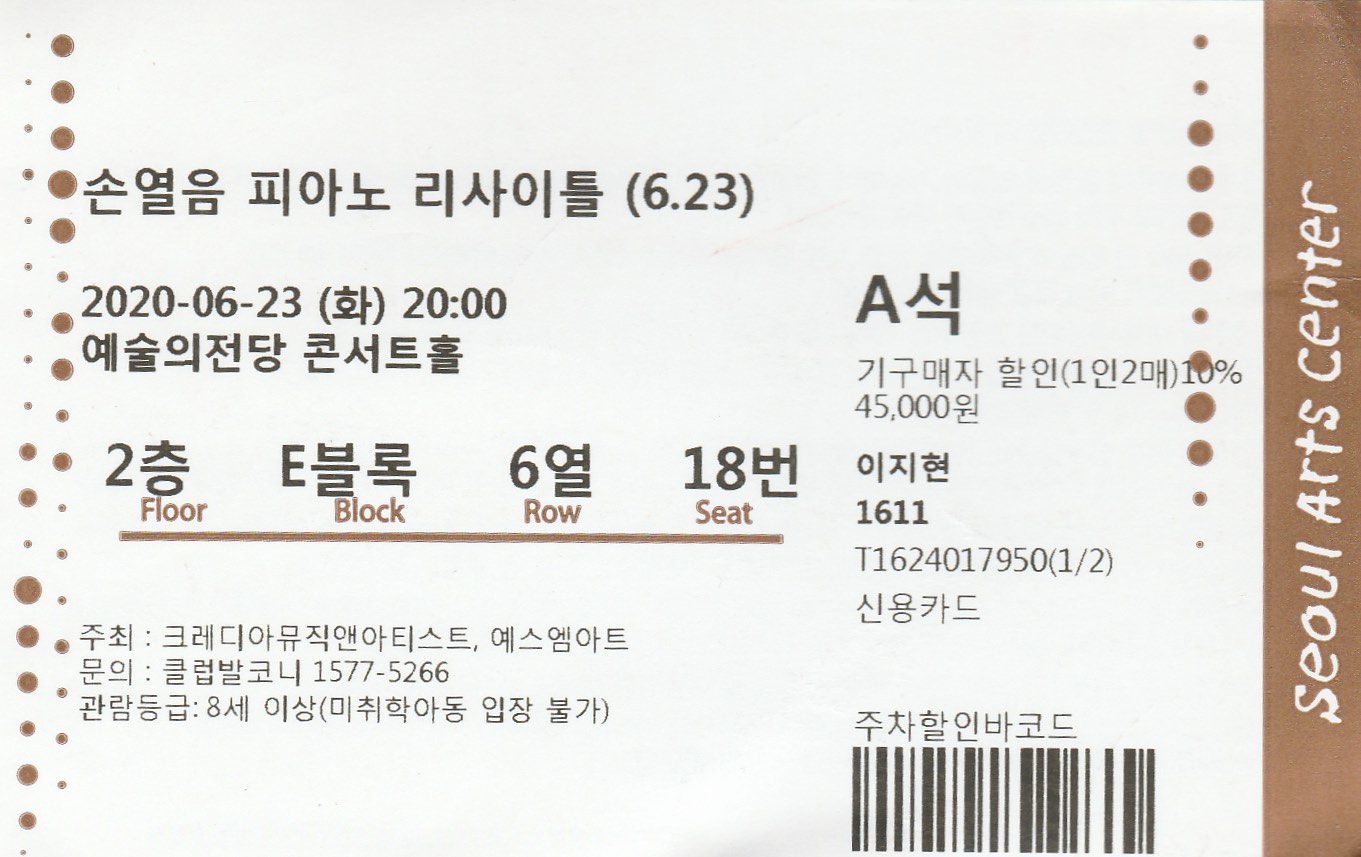 손열음 피아노 리사이틀 (6.23)
2020-06-23 (화) 20:00
예술의전당 콘서트홀
2층 E블록 6열 18번
Floor Block Row Seat
주최 : 크레디아뮤직앤아티스트, 예스엠아트
문의 : 클럽발코니 1577-5266
관람등급: 8세 이상(미취학아동 입장 불가)
A석
기구매자 할인(1인2매)10%
45,000원
이지현
1611
T1624017950(1/2)
신용카드
주차할인바코드
Seoul Arts Center